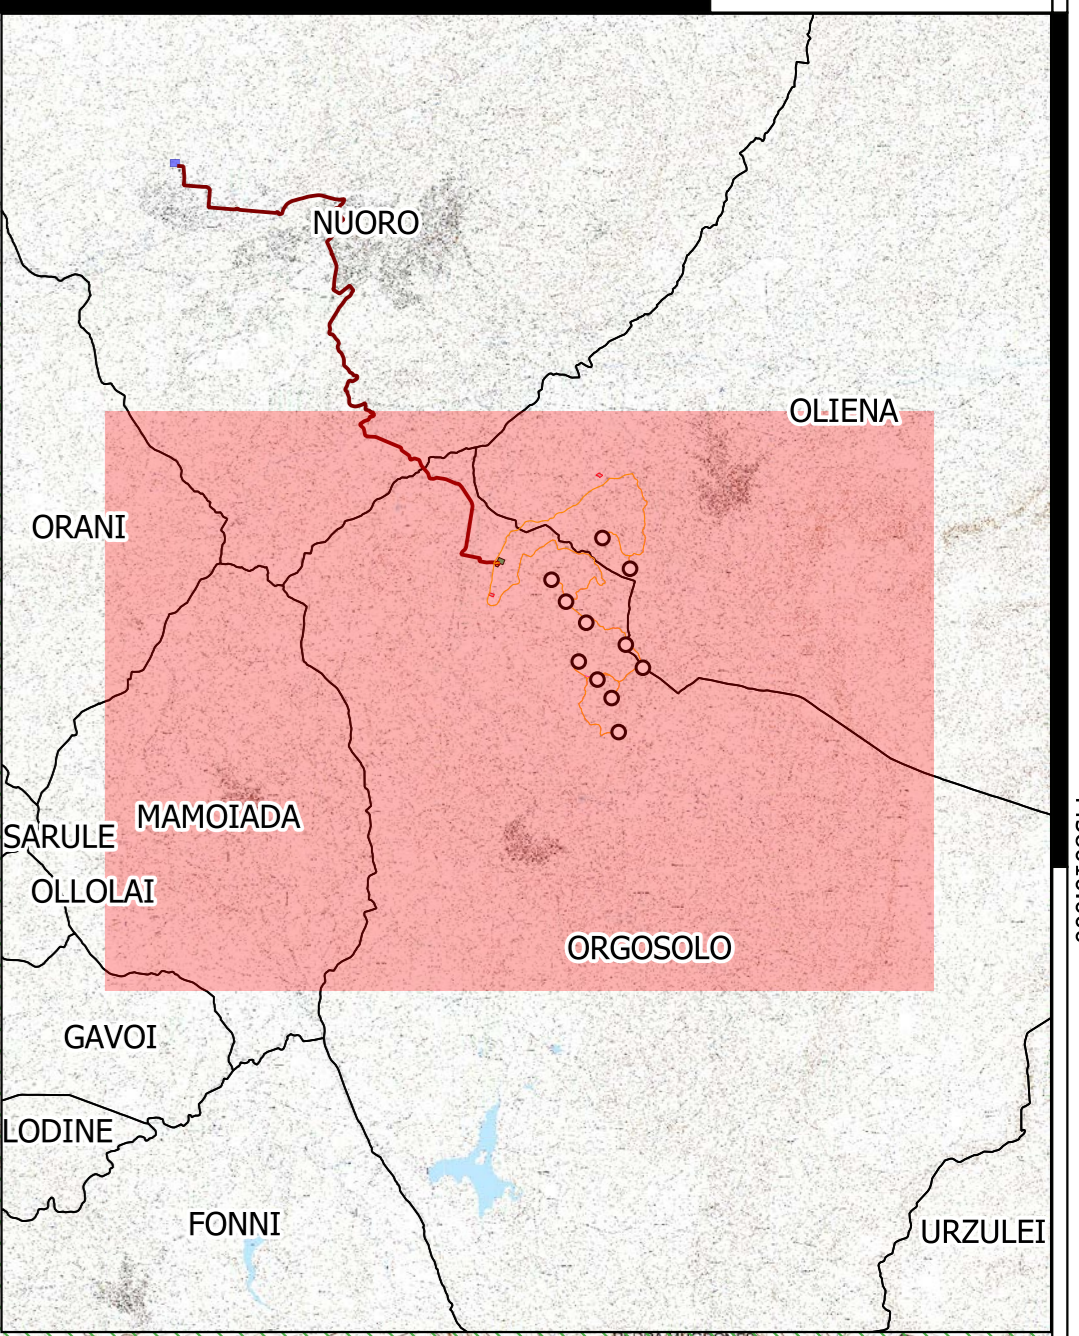 NUORO
OLIENA
ORANI
MAMOIADA
SARULE
OLLOLAI
ORGOSOLO
GAVOI
LODINE
FONNI
URZULEI